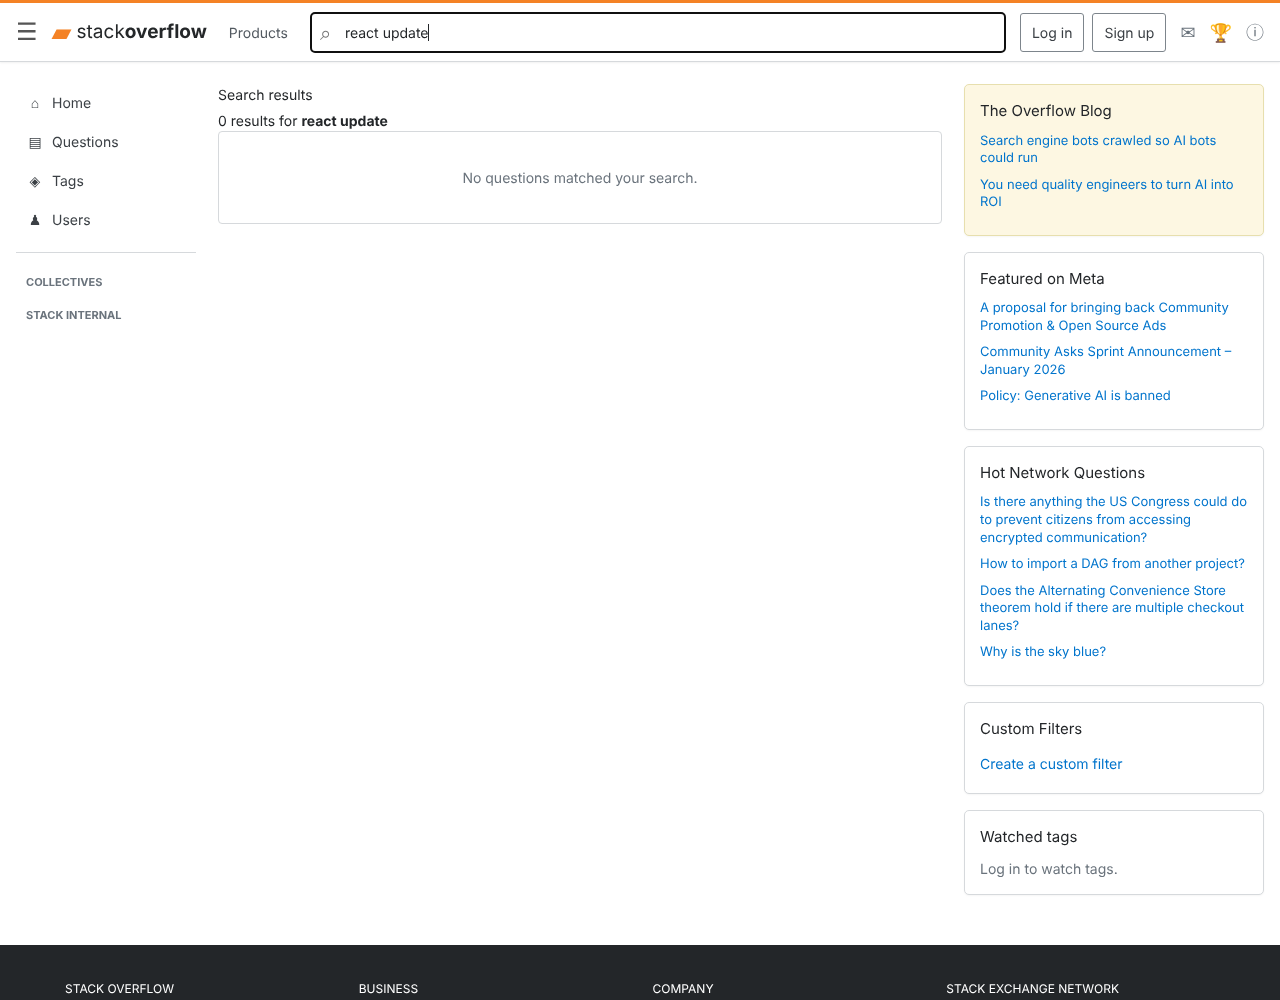 stackoverflow
Products
react update
Log in
Sign up
Home
Questions
Tags
Users
COLLECTIVES
STACK INTERNAL
Search results
0 results for react update
No questions matched your search.
The Overflow Blog
Search engine bots crawled so AI bots
could run
You need quality engineers to turn AI into
ROI
Featured on Meta
A proposal for bringing back Community
Promotion & Open Source Ads
Community Asks Sprint Announcement –
January 2026
Policy: Generative AI is banned
Hot Network Questions
Is there anything the US Congress could do
to prevent citizens from accessing
encrypted communication?
How to import a DAG from another project?
Does the Alternating Convenience Store
theorem hold if there are multiple checkout
lanes?
Why is the sky blue?
Custom Filters
Create a custom filter
Watched tags
Log in to watch tags.
STACK OVERFLOW
BUSINESS
COMPANY
STACK EXCHANGE NETWORK